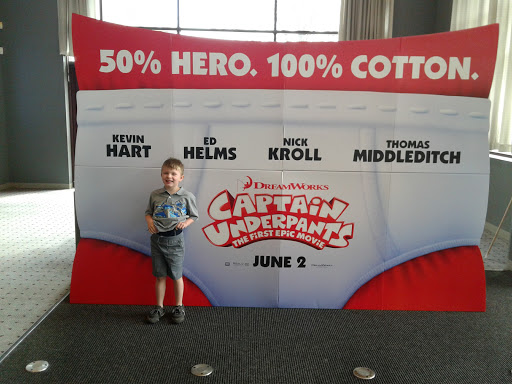 50% HERO. 100% COTTON.
KEVIN HART
ED HELMS
NICK KROLL
THOMAS MIDDLEDITCH
DREAMWORKS
CAPTAIN
UNDERPANTS
THE FIRST EPIC MOVIE
JUNE 2